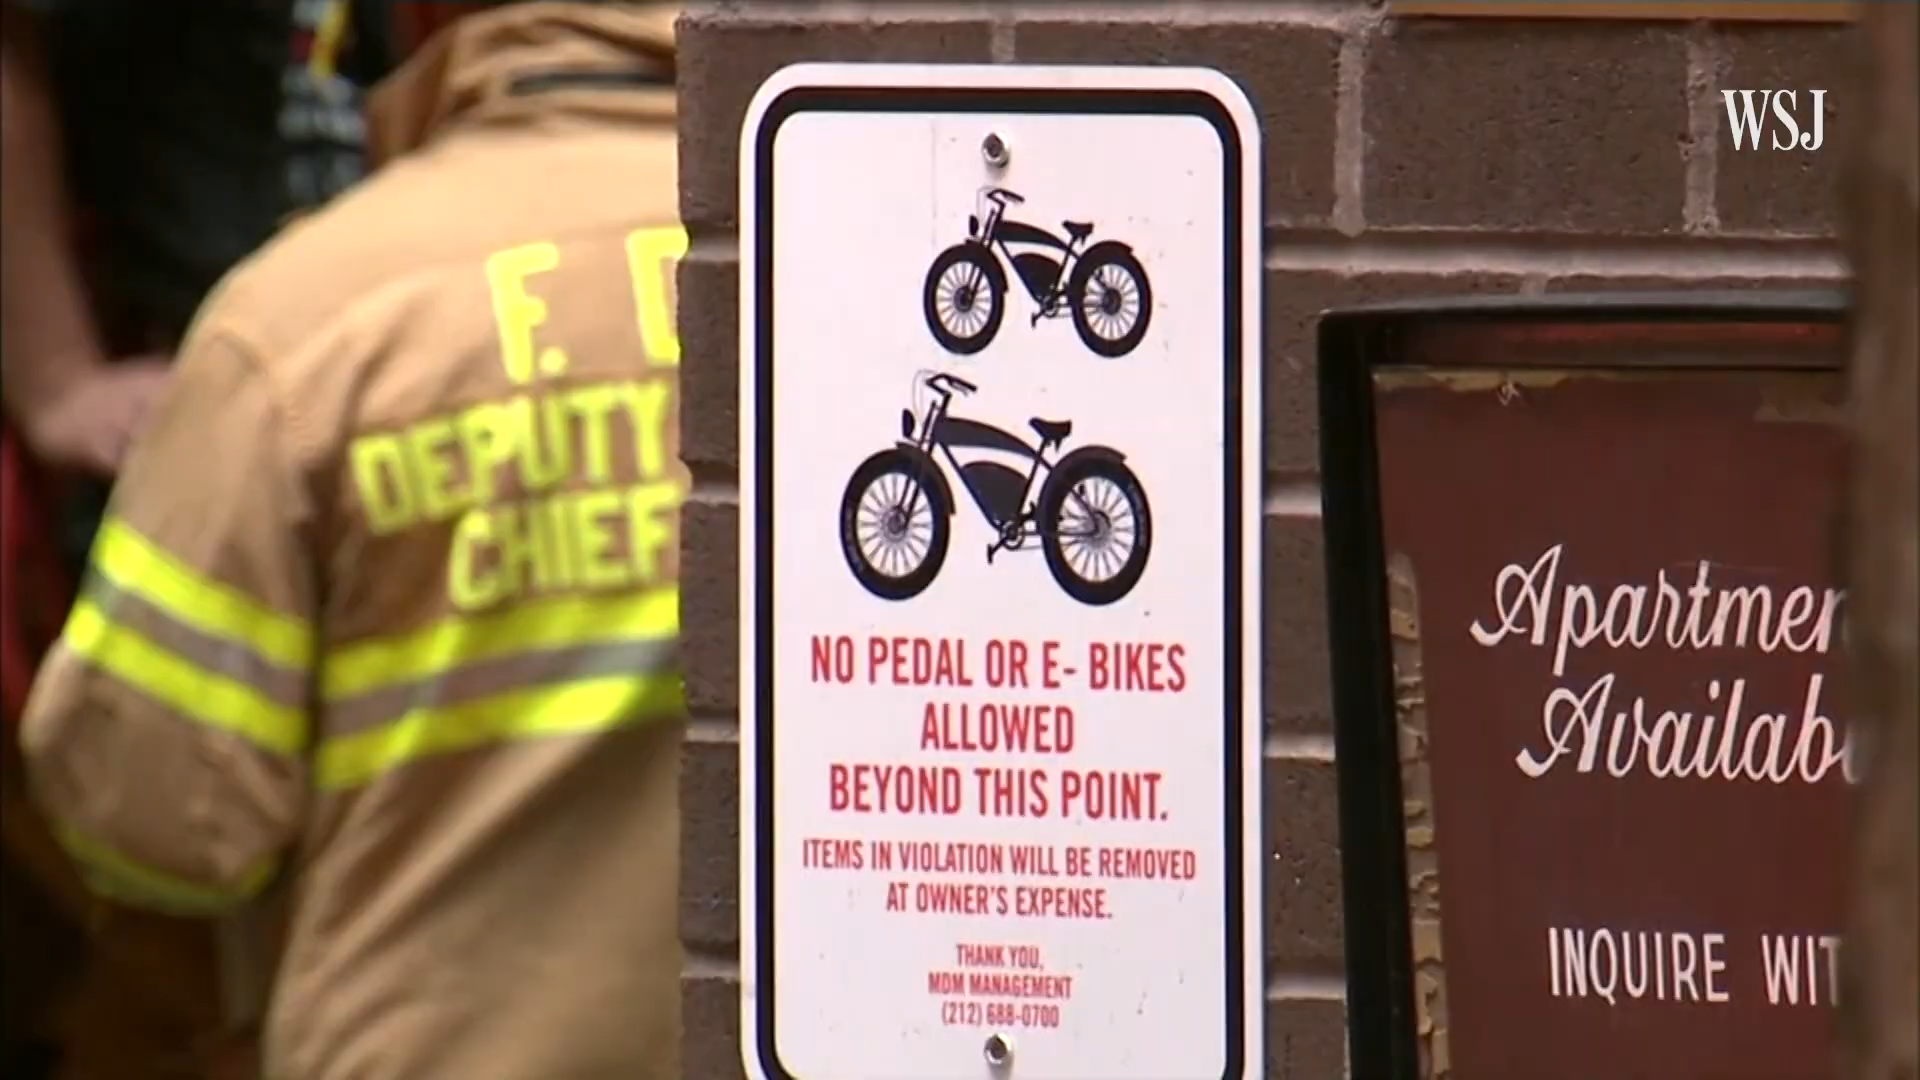 WSJ
F. D
DEPUTY
CHIEF
NO PEDAL OR E- BIKES
ALLOWED
BEYOND THIS POINT.
ITEMS IN VIOLATION WILL BE REMOVED
AT OWNER'S EXPENSE.
THANK YOU,
MDM MANAGEMENT
(212) 688-0700
Apartmen
Availab
INQUIRE WIT